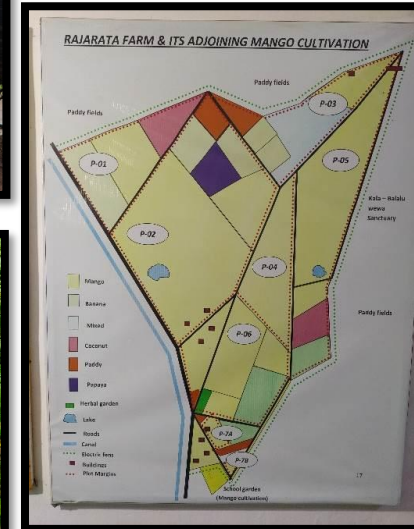 RAJARATA FARM & ITS ADJOINING MANGO CULTIVATION
Paddy fields
Paddy fields
P-03
P-01
P-05
Kala – Balalu
wewa
Sanctuary
P-02
P-04
Paddy fields
P-06
Mango
Banana
Mixed
Coconut
Paddy
Papaya
Herbal garden
Lake
Roads
Canal
Electric fens
Buildings
Plot Margins
P-7A
P-7B
School garden
(Mango cultivation)